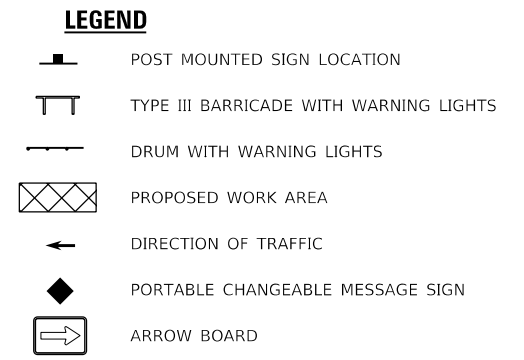 LEGEND
POST MOUNTED SIGN LOCATION
TYPE III BARRICADE WITH WARNING LIGHTS
DRUM WITH WARNING LIGHTS
PROPOSED WORK AREA
DIRECTION OF TRAFFIC
PORTABLE CHANGEABLE MESSAGE SIGN
ARROW BOARD